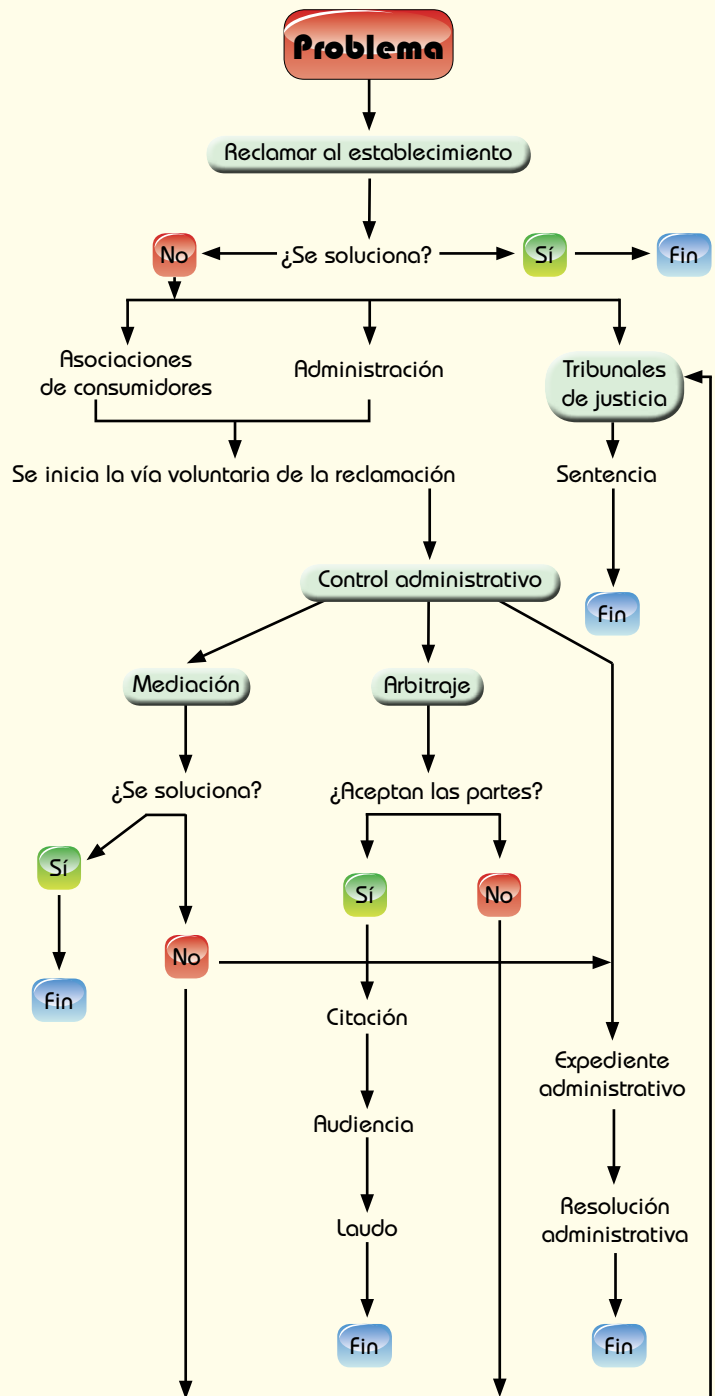 Problema
Reclamar al establecimiento
No
¿Se soluciona?
Sí
Fin
Asociaciones
de consumidores
Administración
Tribunales
de justicia
Se inicia la vía voluntaria de la reclamación
Sentencia
Control administrativo
Fin
Mediación
Arbitraje
¿Se soluciona?
¿Aceptan las partes?
Sí
No
Sí
No
Fin
Citación
Expediente
administrativo
Audiencia
Laudo
Resolución
administrativa
Fin
Fin